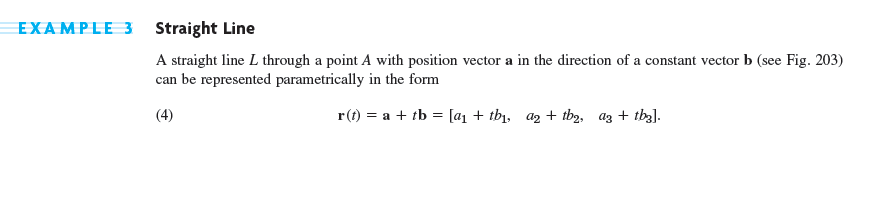 EXAMPLE 3 Straight Line
A straight line L through a point A with position vector a in the direction of a constant vector b (see Fig. 203)
can be represented parametrically in the form
(4) r(t) = a + tb = [a₁ + tb₁, a₂ + tb₂, a₃ + tb₃].